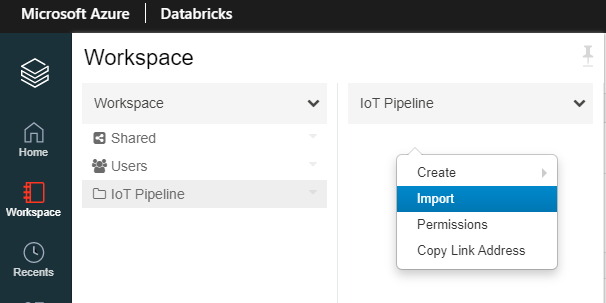 Microsoft Azure | Databricks
Workspace
Workspace
IoT Pipeline
Shared
Users
IoT Pipeline
Create
Import
Permissions
Copy Link Address
Home
Workspace
Recents